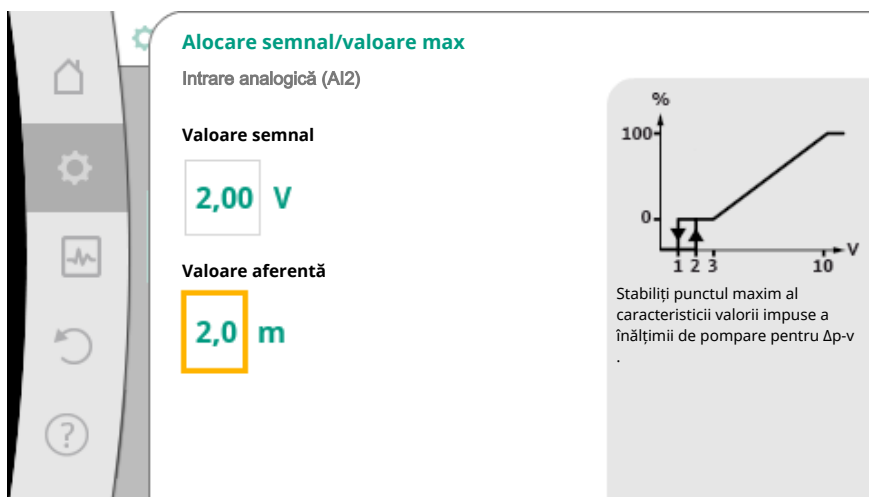 Alocare semnal/valoare max
Intrare analogică (AI2)
Valoare semnal
2,00 V
Valoare aferentă
2,0 m
%
100
0
1 2 3 10
V
Stabiliți punctul maxim al
caracteristicii valorii impuse a
înălțimii de pompare pentru Δp-v
.
?